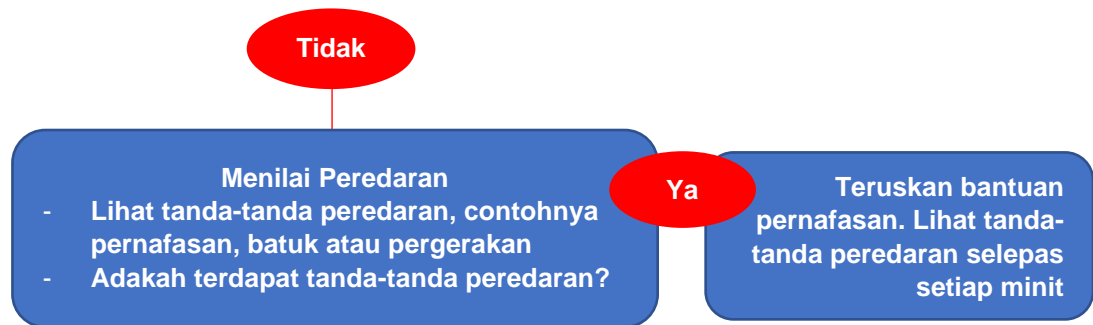 Tidak
Menilai Peredaran
- Lihat tanda-tanda peredaran, contohnya
pernafasan, batuk atau pergerakan
- Adakah terdapat tanda-tanda peredaran?
Ya
Teruskan bantuan
pernafasan. Lihat tanda-
tanda peredaran selepas
setiap minit